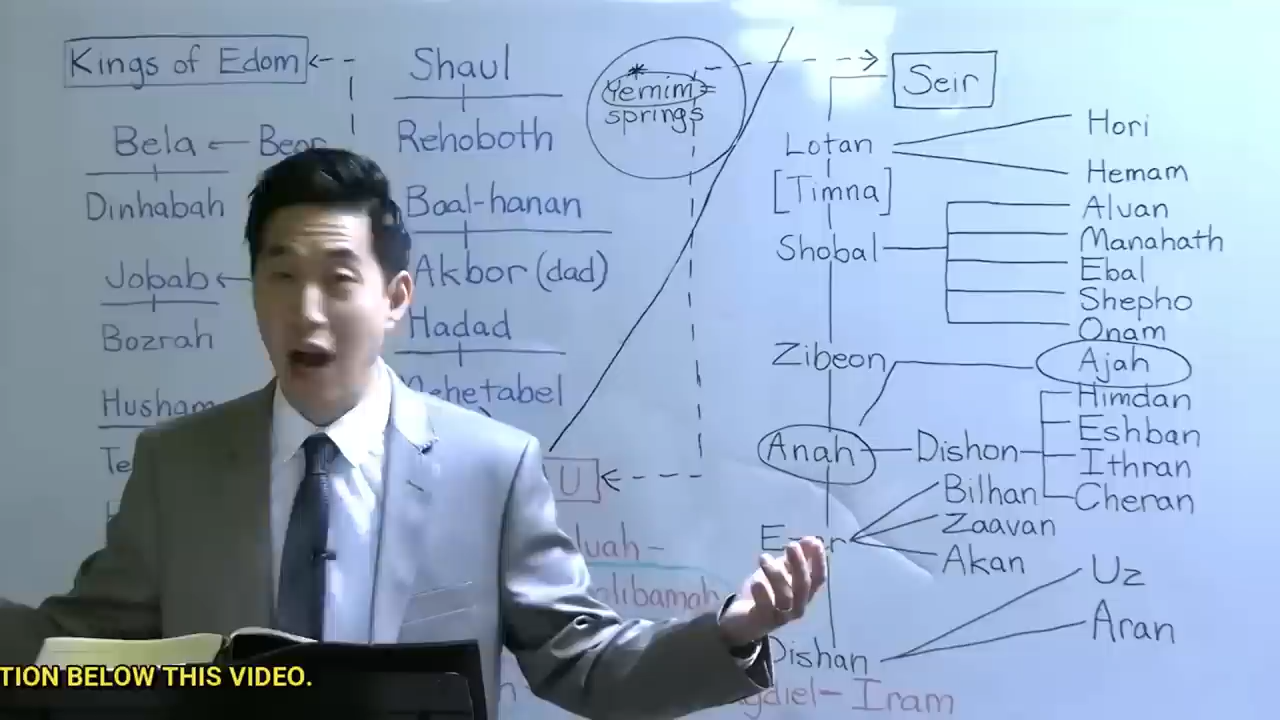 Kings of Edom
Bela ← Beor
Dinhabah
Jobab ←
Bozrah
Husham
Shaul
Rehoboth
Baal-hanan
Akbor (dad)
Hadad
*
Yemim =
springs
U
Seir
Lotan
Hori
Hemam
[Timna]
Shobal
Alvan
Manahath
Ebal
Shepho
Onam
Zibeon
Ajah
Anah
Dishon
Himdan
Eshban
Ithran
Cheran
Bilhan
Zaavan
Akan
Dishan
Uz
Aran
Iram
TION BELOW THIS VIDEO.